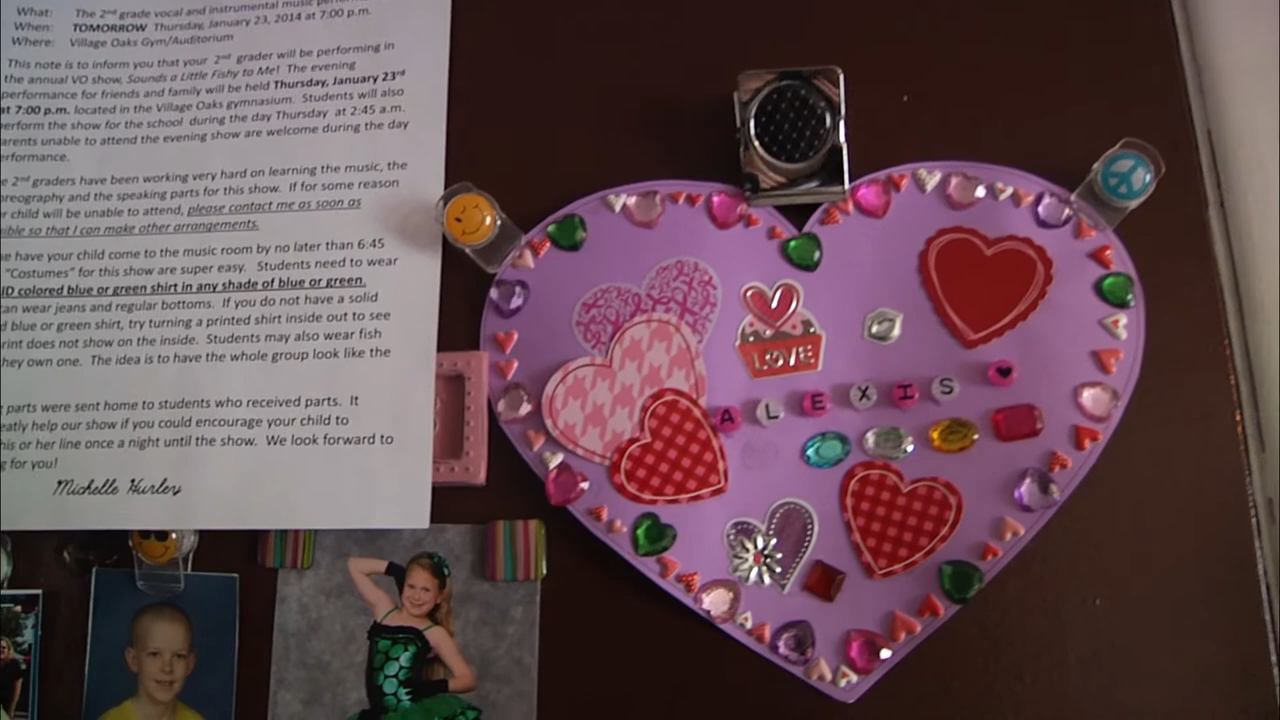 What: The 2nd grade vocal and instrumental music
When: TOMORROW Thursday, January 23, 2014 at 7:00 p.m.
Where: Village Oaks Gym/Auditorium
This note is to inform you that your 2nd grader will be performing in
the annual VO show, Sounds a Little Fishy to Me! The evening
performance for friends and family will be held Thursday, January 23rd
at 7:00 p.m. located in the Village Oaks gymnasium. Students will also
erform the show for the school during the day Thursday at 2:45 a.m.
arents unable to attend the evening show are welcome during the day
erformance.
e 2nd graders have been working very hard on learning the music, the
oreography and the speaking parts for this show. If for some reason
r child will be unable to attend, please contact me as soon as
ible so that I can make other arrangements.
e have your child come to the music room by no later than 6:45
"Costumes" for this show are super easy. Students need to wear
ID colored blue or green shirt in any shade of blue or green.
an wear jeans and regular bottoms. If you do not have a solid
d blue or green shirt, try turning a printed shirt inside out to see
rint does not show on the inside. Students may also wear fish
hey own one. The idea is to have the whole group look like the
parts were sent home to students who received parts. It
eatly help our show if you could encourage your child to
his or her line once a night until the show. We look forward to
g for you!
Michelle Hurley
LOVE
ALEXIS